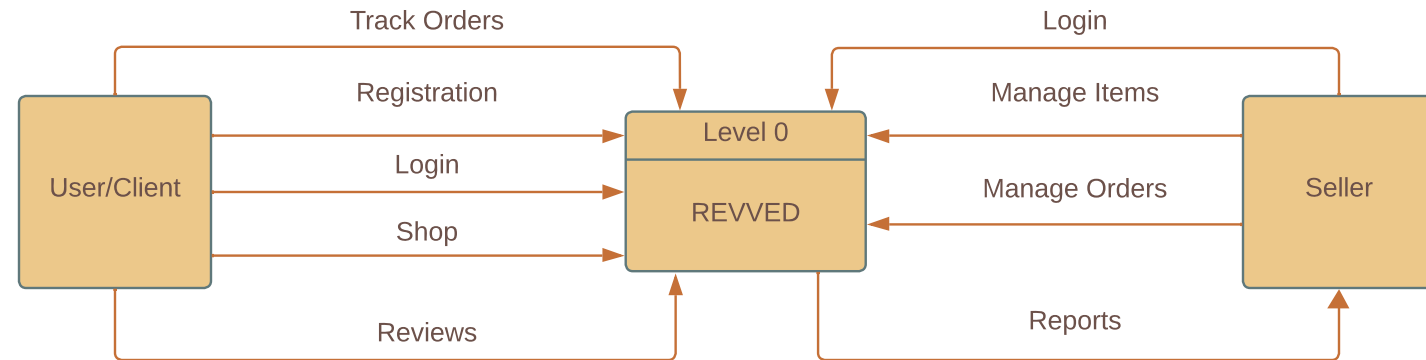 Track Orders
Login
Registration
Manage Items
Level 0
Login
User/Client
Manage Orders
Seller
REVVED
Shop
Reviews
Reports